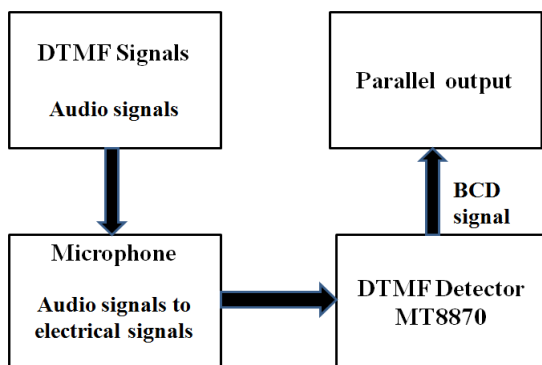 DTMF Signals
Audio signals
Microphone
Audio signals to
electrical signals
DTMF Detector
MT8870
BCD
signal
Parallel output